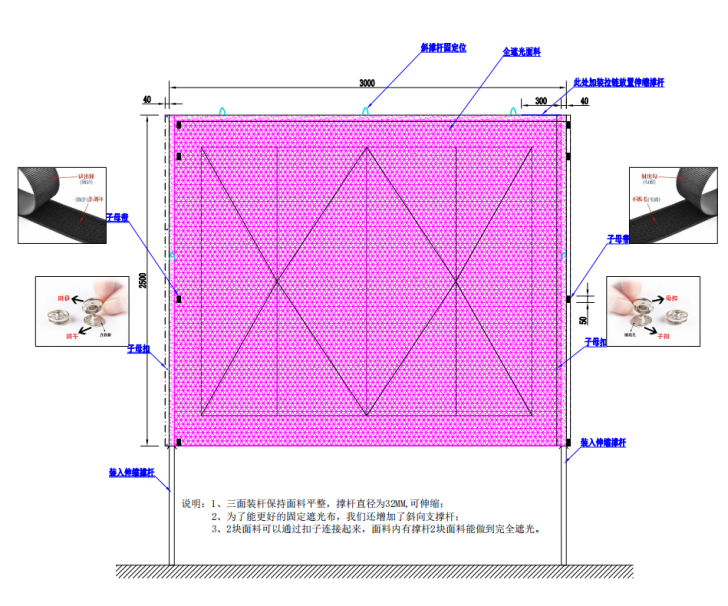 斜撑杆固定位
全遮光面料
此处加装拉链放置伸缩撑杆
3000
40
300
40
子母带
子母带
2500
50
母扣
子扣
子母扣
子母扣
装入伸缩撑杆
装入伸缩撑杆
说明：1、三面装杆保持面料平整，撑杆直径为32MM,可伸缩；
2、为了能更好的固定遮光布，我们还增加了斜向支撑杆；
3、2块面料可以通过扣子连接起来，面料内有撑杆2块面料能做到完全遮光。